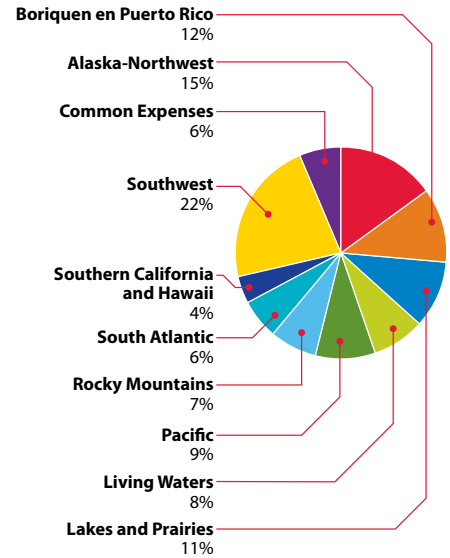 Boriquen en Puerto Rico
12%
Alaska-Northwest
15%
Common Expenses
6%
Southwest
22%
Southern California
and Hawaii
4%
South Atlantic
6%
Rocky Mountains
7%
Pacific
9%
Living Waters
8%
Lakes and Prairies
11%